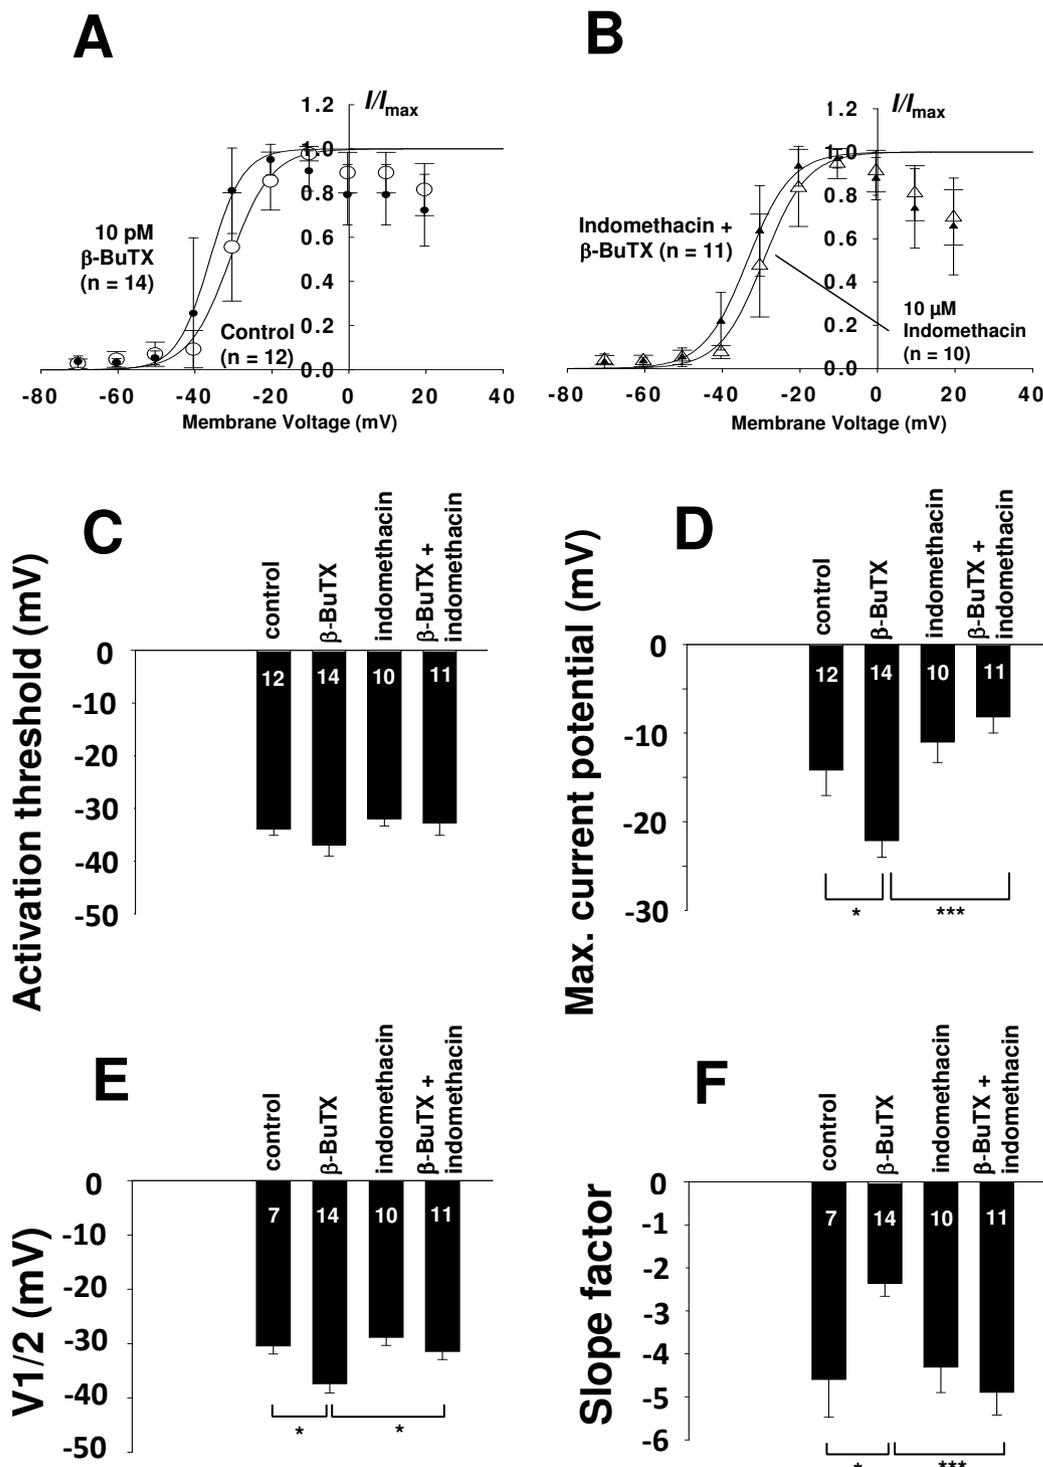 A
B
1.2
I/Imax
1.0
0.8
0.6
0.4
0.2
0.0
10 pM
β-BuTX
(n = 14)
Control
(n = 12)
-80 -60 -40 -20 0 20 40
Membrane Voltage (mV)
1.2
I/Imax
1.0
0.8
0.6
0.4
0.2
0.0
Indomethacin +
β-BuTX (n = 11)
10 µM
Indomethacin
(n = 10)
-80 -60 -40 -20 0 20 40
Membrane Voltage (mV)
C
Activation threshold (mV)
control
β-BuTX
indomethacin
β-BuTX +
indomethacin
0
-10
-20
-30
-40
-50
12 14 10 11
D
Max. current potential (mV)
control
β-BuTX
indomethacin
β-BuTX +
indomethacin
0
-10
-20
-30
12 14 10 11
* ***
E
V1/2 (mV)
control
β-BuTX
indomethacin
β-BuTX +
indomethacin
0
-10
-20
-30
-40
-50
7 14 10 11
* *
F
Slope factor
control
β-BuTX
indomethacin
β-BuTX +
indomethacin
0
-1
-2
-3
-4
-5
-6
7 14 10 11
* ***